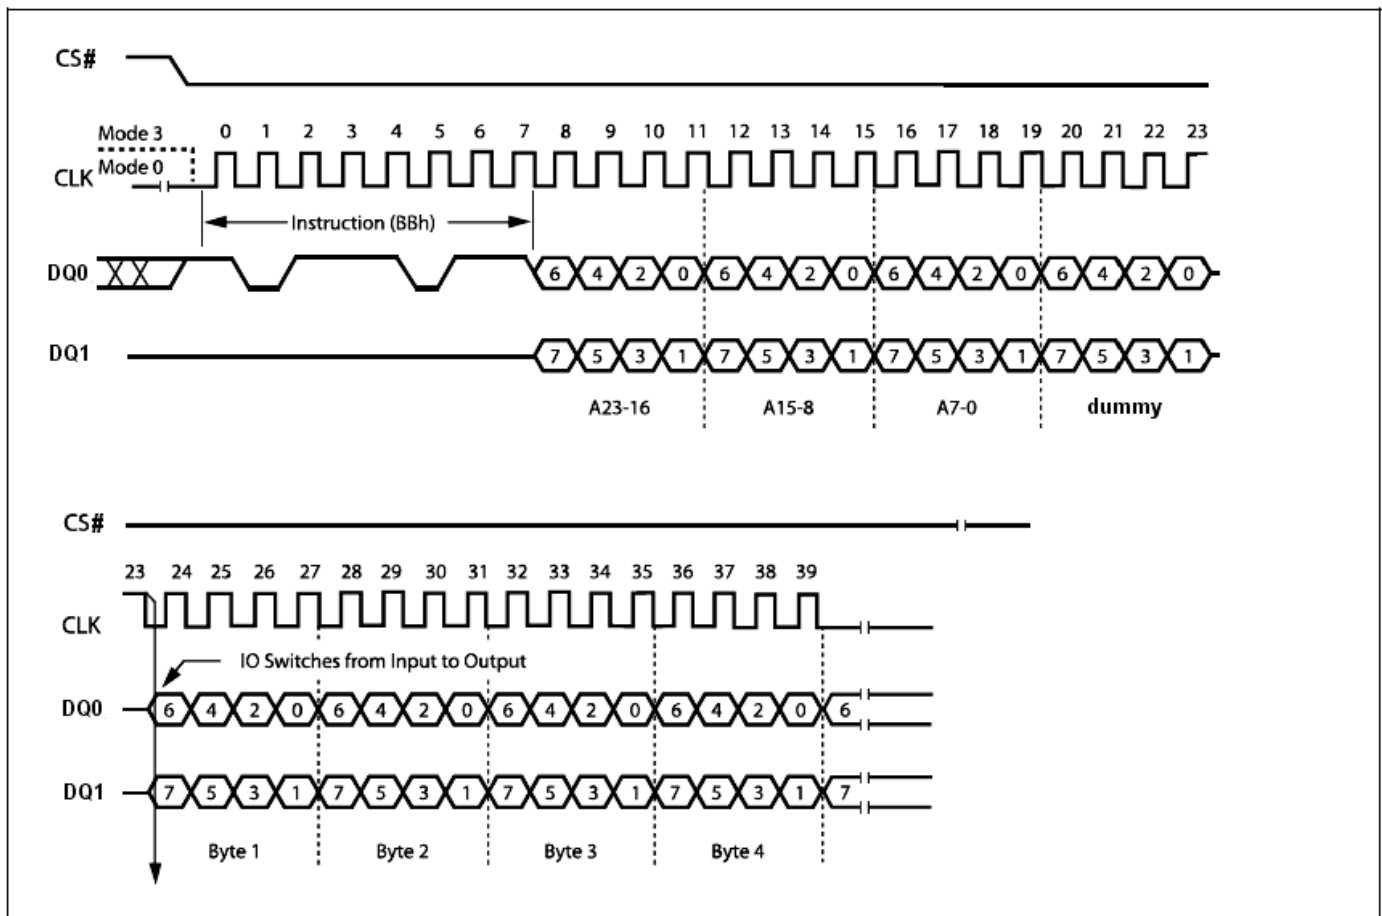 CS#
Mode 3
0 1 2 3 4 5 6 7 8 9 10 11 12 13 14 15 16 17 18 19 20 21 22 23
Mode 0
CLK
Instruction (BBh)
DQ0 6 4 2 0 6 4 2 0 6 4 2 0 6 4 2 0
DQ1 7 5 3 1 7 5 3 1 7 5 3 1 7 5 3 1
A23-16 A15-8 A7-0 dummy
CS#
23 24 25 26 27 28 29 30 31 32 33 34 35 36 37 38 39
CLK
IO Switches from Input to Output
DQ0 6 4 2 0 6 4 2 0 6 4 2 0 6 4 2 0 6
DQ1 7 5 3 1 7 5 3 1 7 5 3 1 7 5 3 1 7
Byte 1 Byte 2 Byte 3 Byte 4